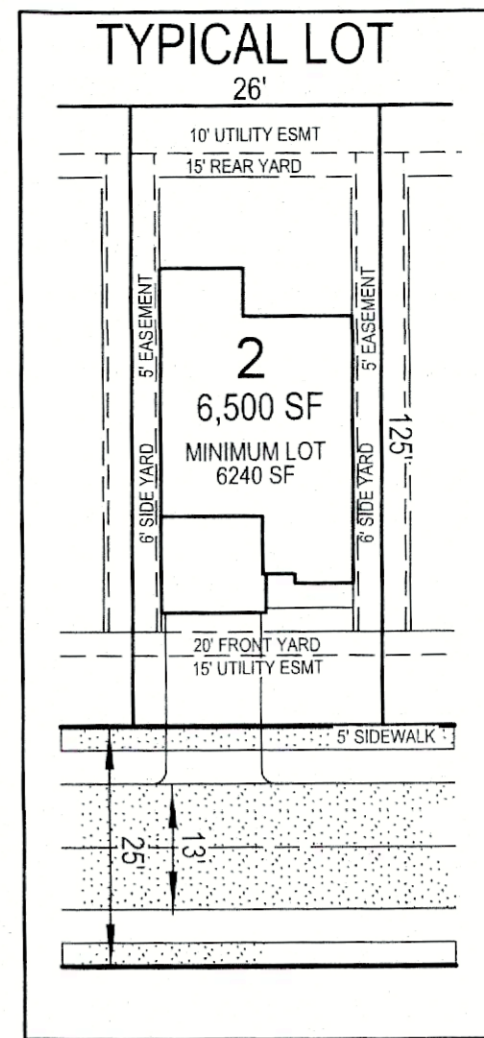 TYPICAL LOT
26'
10' UTILITY ESMT
15' REAR YARD
5' EASEMENT
5' EASEMENT
2
6,500 SF
MINIMUM LOT
6240 SF
125'
6' SIDE YARD
6' SIDE YARD
20' FRONT YARD
15' UTILITY ESMT
5' SIDEWALK
25'
13'